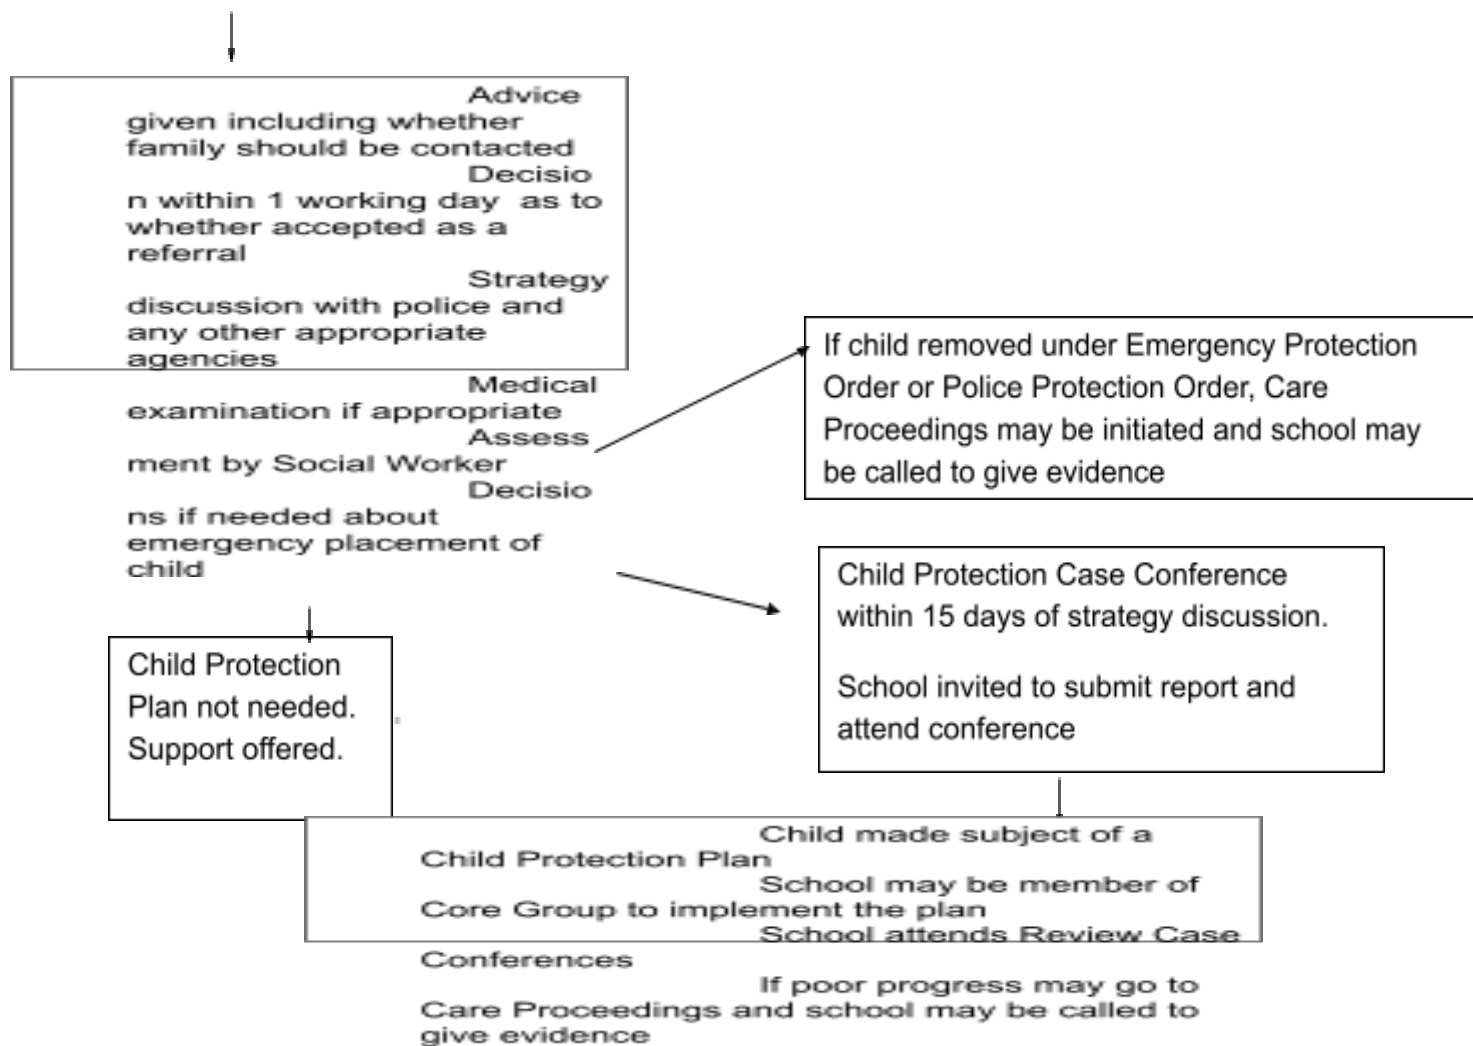 Advice
given including whether
family should be contacted
Decisio
n within 1 working day  as to
whether accepted as a
referral
Strategy
discussion with police and
any other appropriate
agencies
Medical
examination if appropriate
Assess
ment by Social Worker
Decisio
ns if needed about
emergency placement of
child
If child removed under Emergency Protection
Order or Police Protection Order, Care
Proceedings may be initiated and school may
be called to give evidence
Child Protection Case Conference
within 15 days of strategy discussion.
School invited to submit report and
attend conference
Child Protection
Plan not needed.
Support offered.
Child made subject of a
Child Protection Plan
School may be member of
Core Group to implement the plan
School attends Review Case
Conferences
If poor progress may go to
Care Proceedings and school may be called to
give evidence